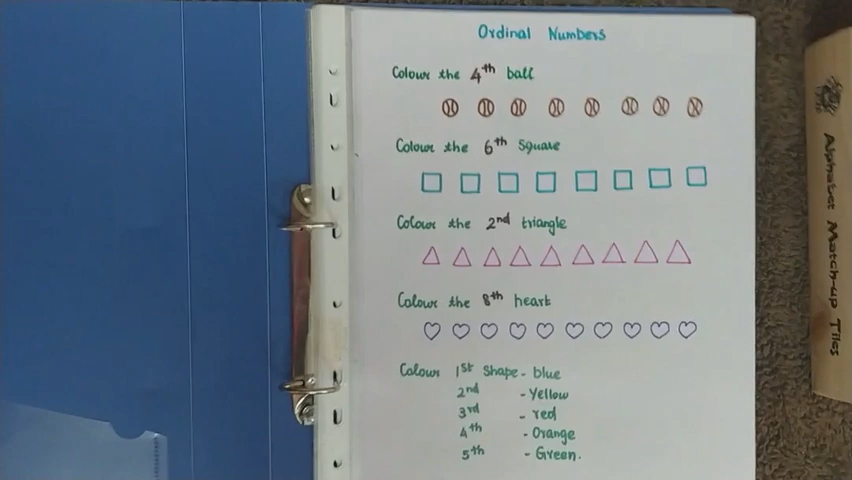 Ordinal Numbers
Colour the 4th ball
Colour the 6th Square
Colour the 2nd triangle
Colour the 8th heart
Colour 1st Shape - blue
2nd - Yellow
3rd - red
4th - Orange
5th - Green.
Alphabet Match-up Tiles